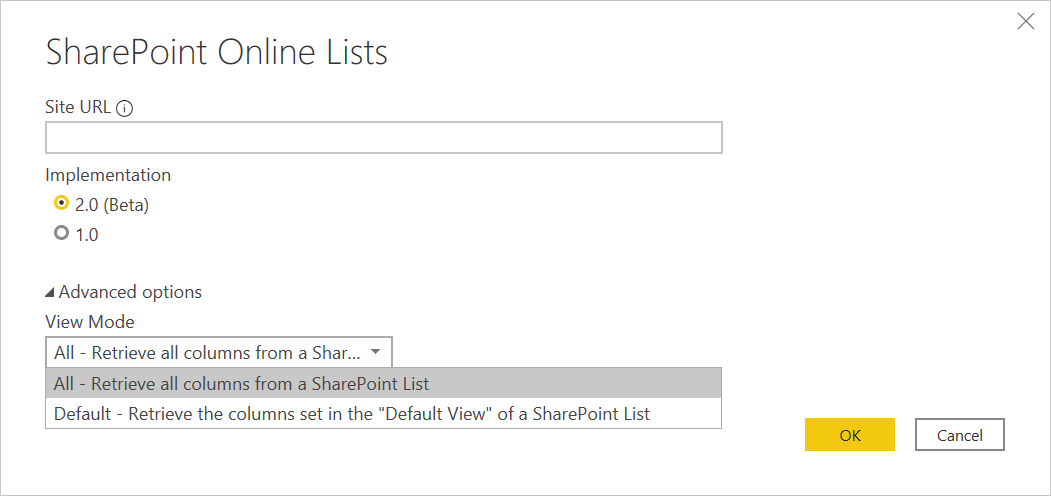 SharePoint Online Lists
Site URL
Implementation
2.0 (Beta)
1.0
Advanced options
View Mode
All - Retrieve all columns from a Shar...
All - Retrieve all columns from a SharePoint List
Default - Retrieve the columns set in the "Default View" of a SharePoint List
OK
Cancel